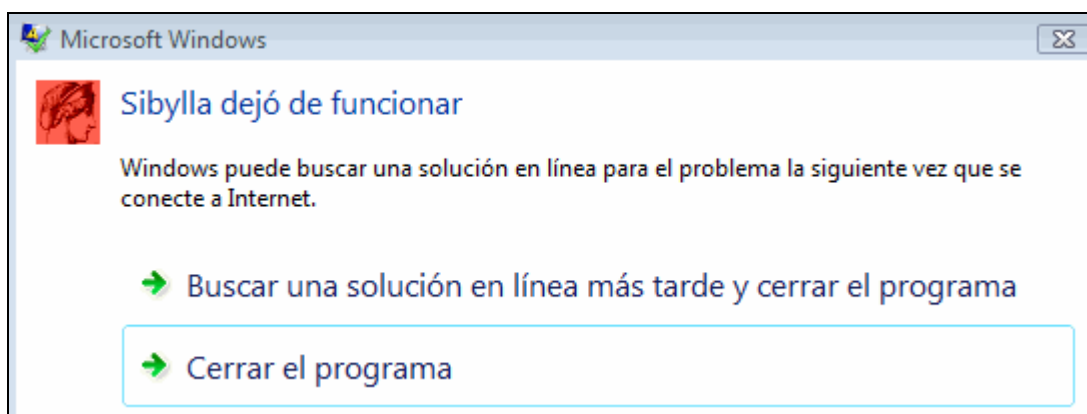 Microsoft Windows
Sibylla dejó de funcionar
Windows puede buscar una solución en línea para el problema la siguiente vez que se
conecte a Internet.
Buscar una solución en línea más tarde y cerrar el programa
Cerrar el programa